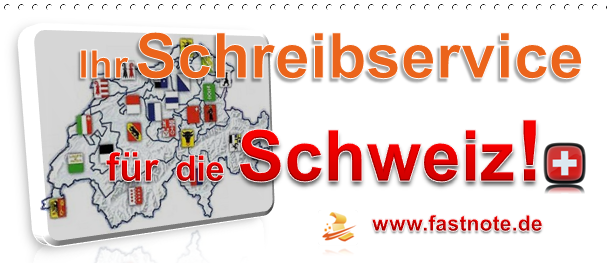 Ihr Schreibservice
für die Schweiz!
www.fastnote.de